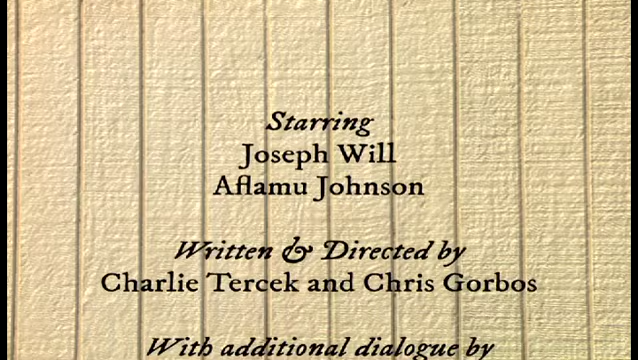 Starring
Joseph Will
Aflamu Johnson
Written & Directed by
Charlie Tercek and Chris Gorbos
With additional dialogue by